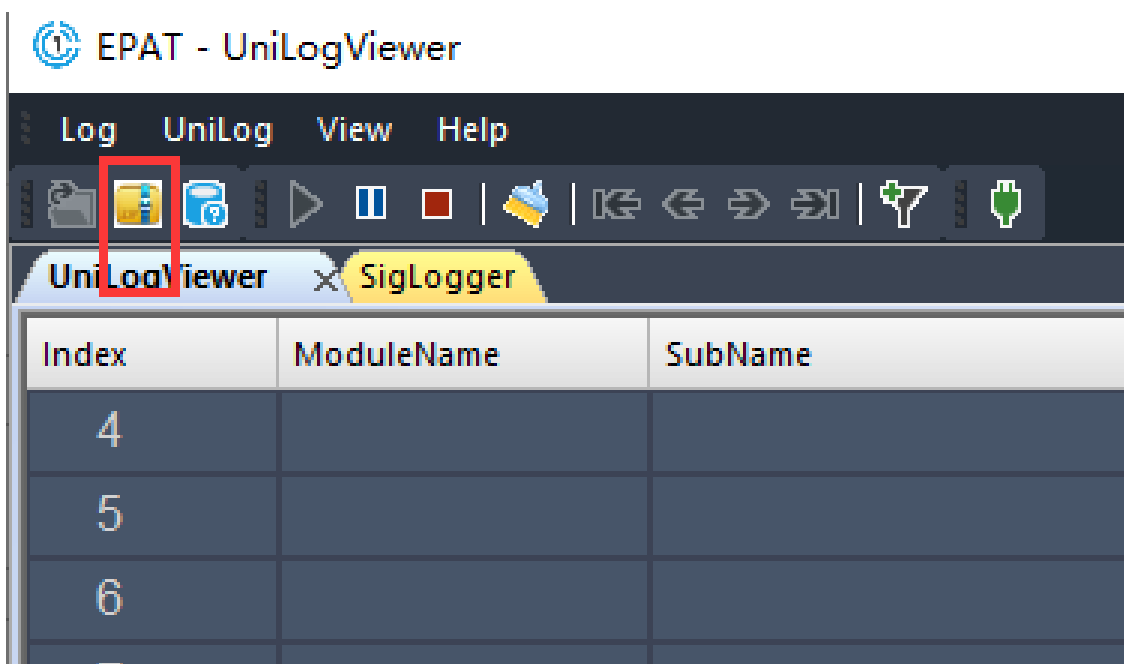 EPAT - UniLogViewer
Log UniLog View Help
UniLogViewer SigLogger
Index ModuleName SubName
4
5
6